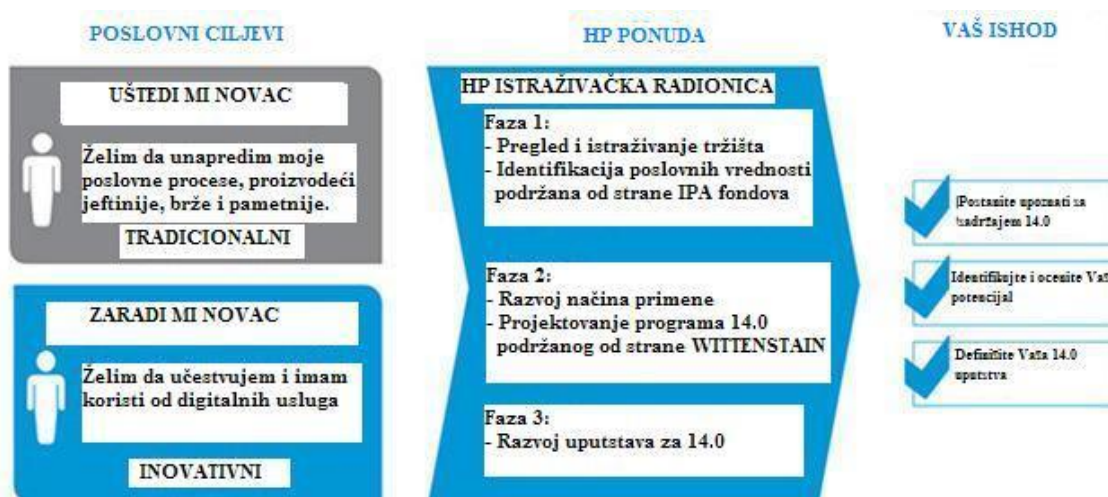 POSLOVNI CILJEVI
UŠTEDI MI NOVAC
Želim da unapredim moje
poslovne procese, proizvodeći
jeftinije, brže i pametnije.
TRADICIONALNI
ZARADI MI NOVAC
Želim da učestvujem i imam
koristi od digitalnih usluga
INOVATIVNI
HP PONUDA
HP ISTRAŽIVAČKA RADIONICA
Faza 1:
- Pregled i istraživanje tržišta
- Identifikacija poslovnih vrednosti
podržana od strane IPA fondova
Faza 2:
- Razvoj načina primene
- Projektovanje programa 14.0
podržanog od strane WITTENSTAIN
Faza 3:
- Razvoj uputstava za 14.0
VAŠ ISHOD
Postanite upoznati sa
sadržajem 14.0
Identifikujte i ocenite Vaš
potencijal
Definišite Vaša 14.0
uputstva